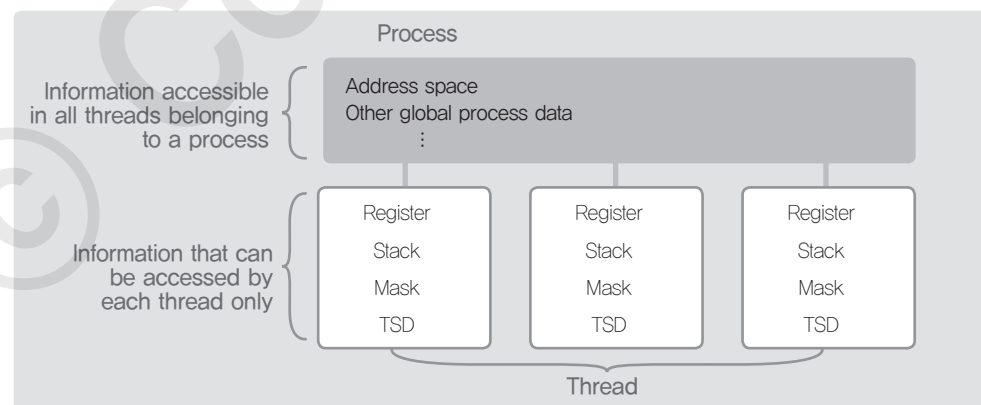 Process
Information accessible
in all threads belonging
to a process
Address space
Other global process data
⋮
Information that can
be accessed by
each thread only
Register
Stack
Mask
TSD
Register
Stack
Mask
TSD
Register
Stack
Mask
TSD
Thread